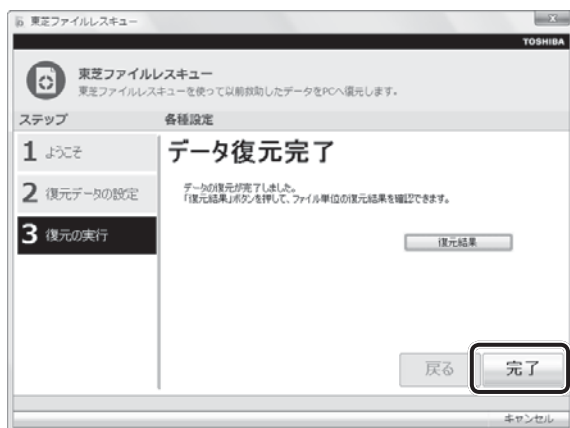 東芝ファイルレスキュー
TOSHIBA
東芝ファイルレスキュー
東芝ファイルレスキューを使って以前救助したデータをPCへ復元します。
ステップ
各種設定
1 ようこそ
2 復元データの設定
3 復元の実行
データ復元完了
データの復元が完了しました。
「復元結果」ボタンを押して、ファイル単位の復元結果を確認できます。
復元結果
戻る
完了
キャンセル